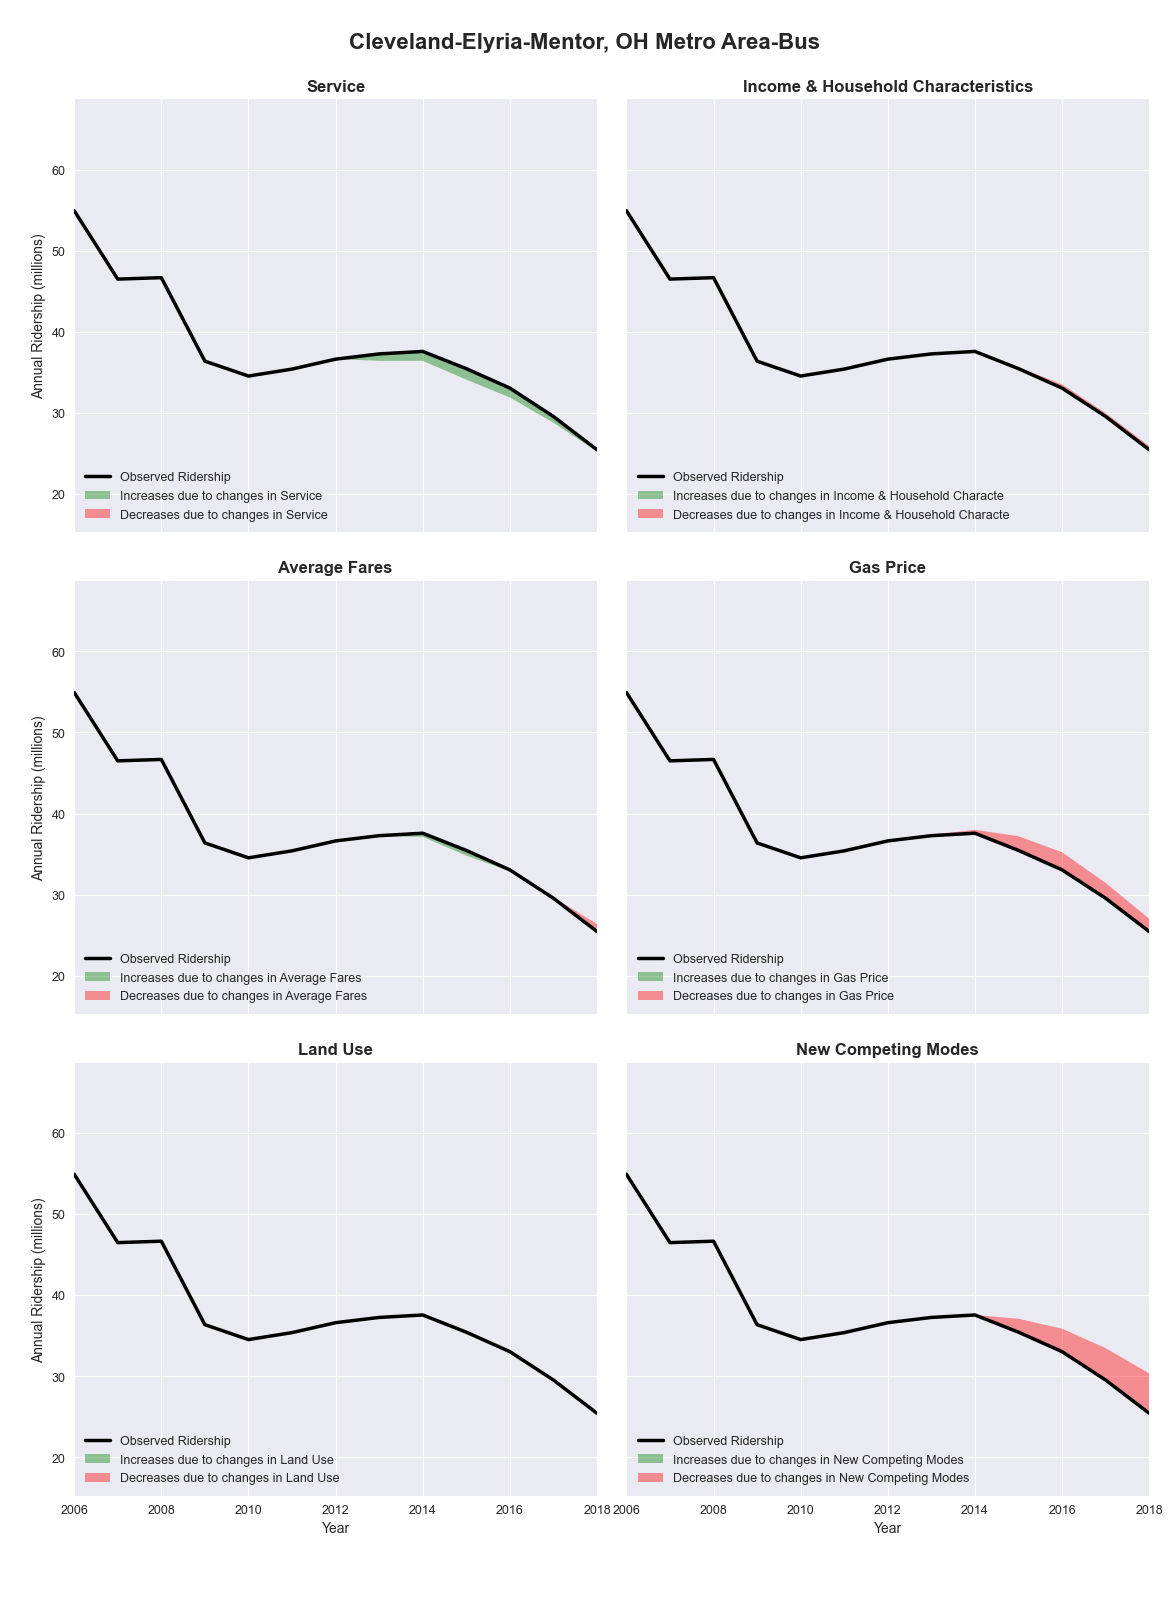 Cleveland-Elyria-Mentor, OH Metro Area-Bus
Service
Annual Ridership (millions)
60
50
40
30
20
Observed Ridership
Increases due to changes in Service
Decreases due to changes in Service
Income & Household Characteristics
Observed Ridership
Increases due to changes in Income & Household Characte
Decreases due to changes in Income & Household Characte
Average Fares
Annual Ridership (millions)
60
50
40
30
20
Observed Ridership
Increases due to changes in Average Fares
Decreases due to changes in Average Fares
Gas Price
Observed Ridership
Increases due to changes in Gas Price
Decreases due to changes in Gas Price
Land Use
Annual Ridership (millions)
60
50
40
30
20
Observed Ridership
Increases due to changes in Land Use
Decreases due to changes in Land Use
2006 2008 2010 2012 2014 2016 2018
Year
New Competing Modes
Observed Ridership
Increases due to changes in New Competing Modes
Decreases due to changes in New Competing Modes
2006 2008 2010 2012 2014 2016 2018
Year